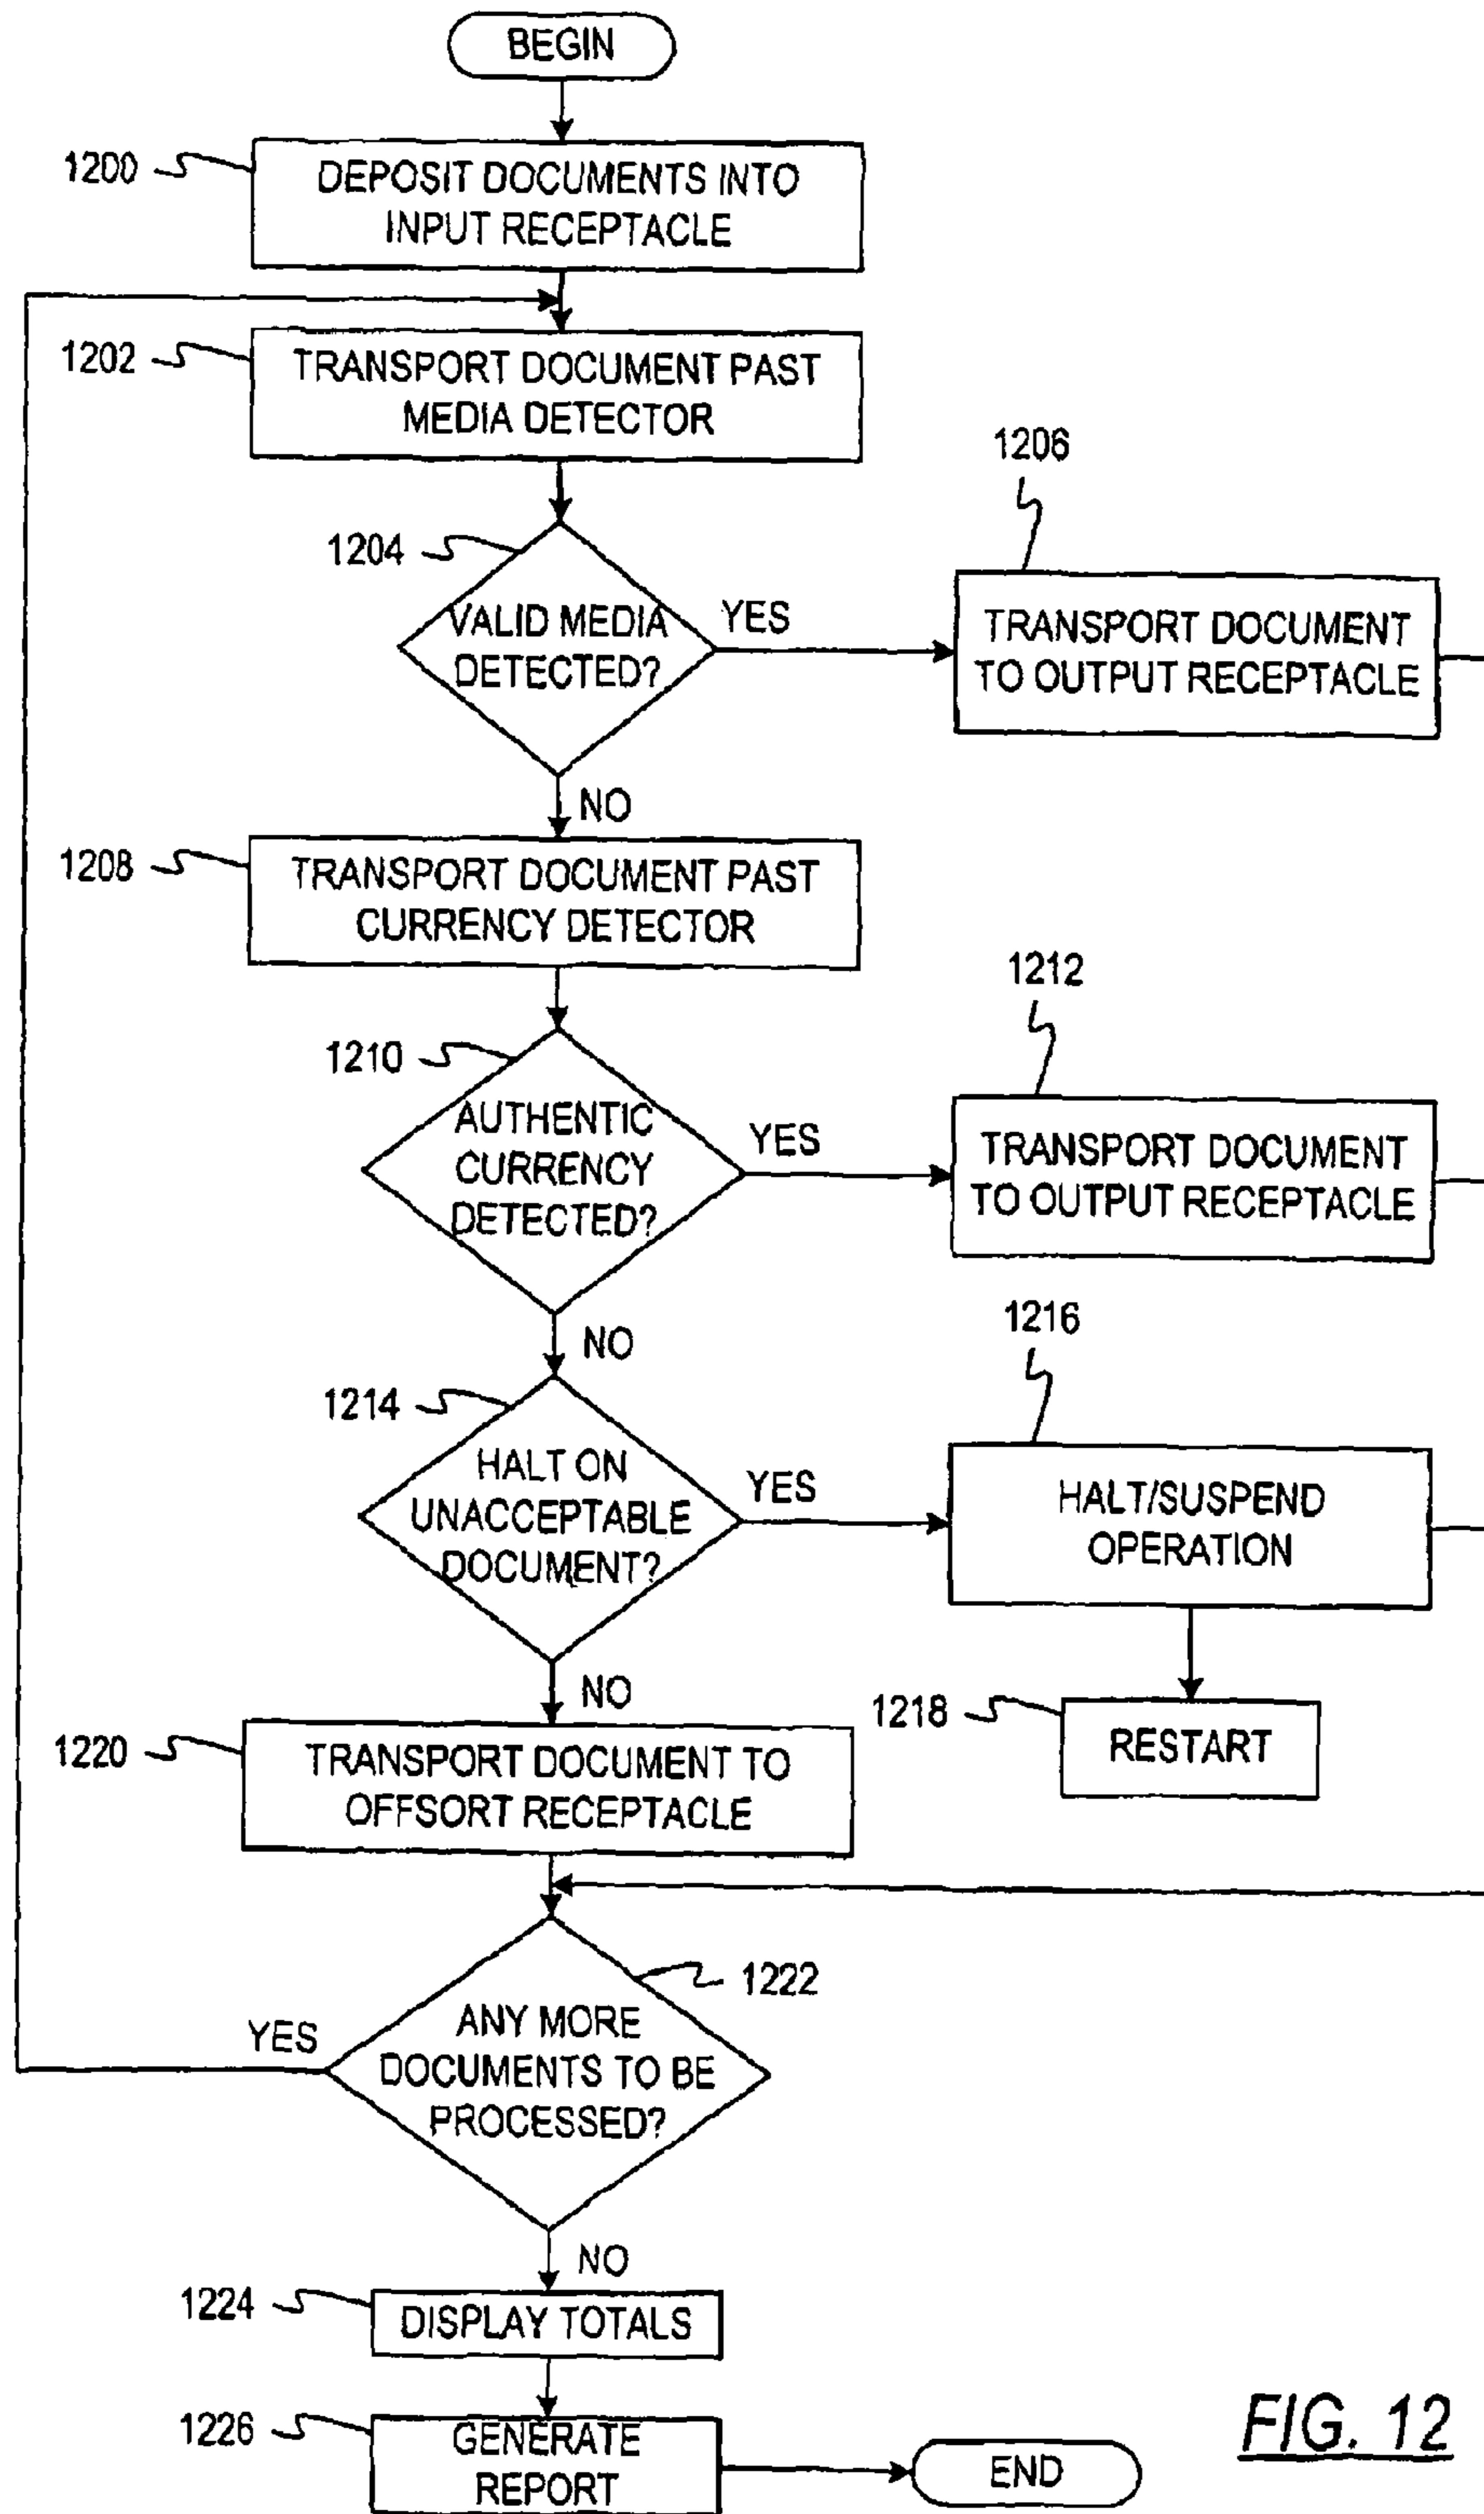 BEGIN
1200
DEPOSIT DOCUMENTS INTO
INPUT RECEPTACLE
1202
TRANSPORT DOCUMENT PAST
MEDIA DETECTOR
1204
VALID MEDIA
DETECTED?
YES
1206
TRANSPORT DOCUMENT
TO OUTPUT RECEPTACLE
NO
1208
TRANSPORT DOCUMENT PAST
CURRENCY DETECTOR
1210
AUTHENTIC
CURRENCY
DETECTED?
YES
1212
TRANSPORT DOCUMENT
TO OUTPUT RECEPTACLE
NO
1214
HALT ON
UNACCEPTABLE
DOCUMENT?
YES
1216
HALT/SUSPEND
OPERATION
1218
RESTART
NO
1220
TRANSPORT DOCUMENT TO
OFFSORT RECEPTACLE
1222
ANY MORE
DOCUMENTS TO BE
PROCESSED?
YES
NO
1224
DISPLAY TOTALS
1226
GENERATE
REPORT
END
FIG. 12